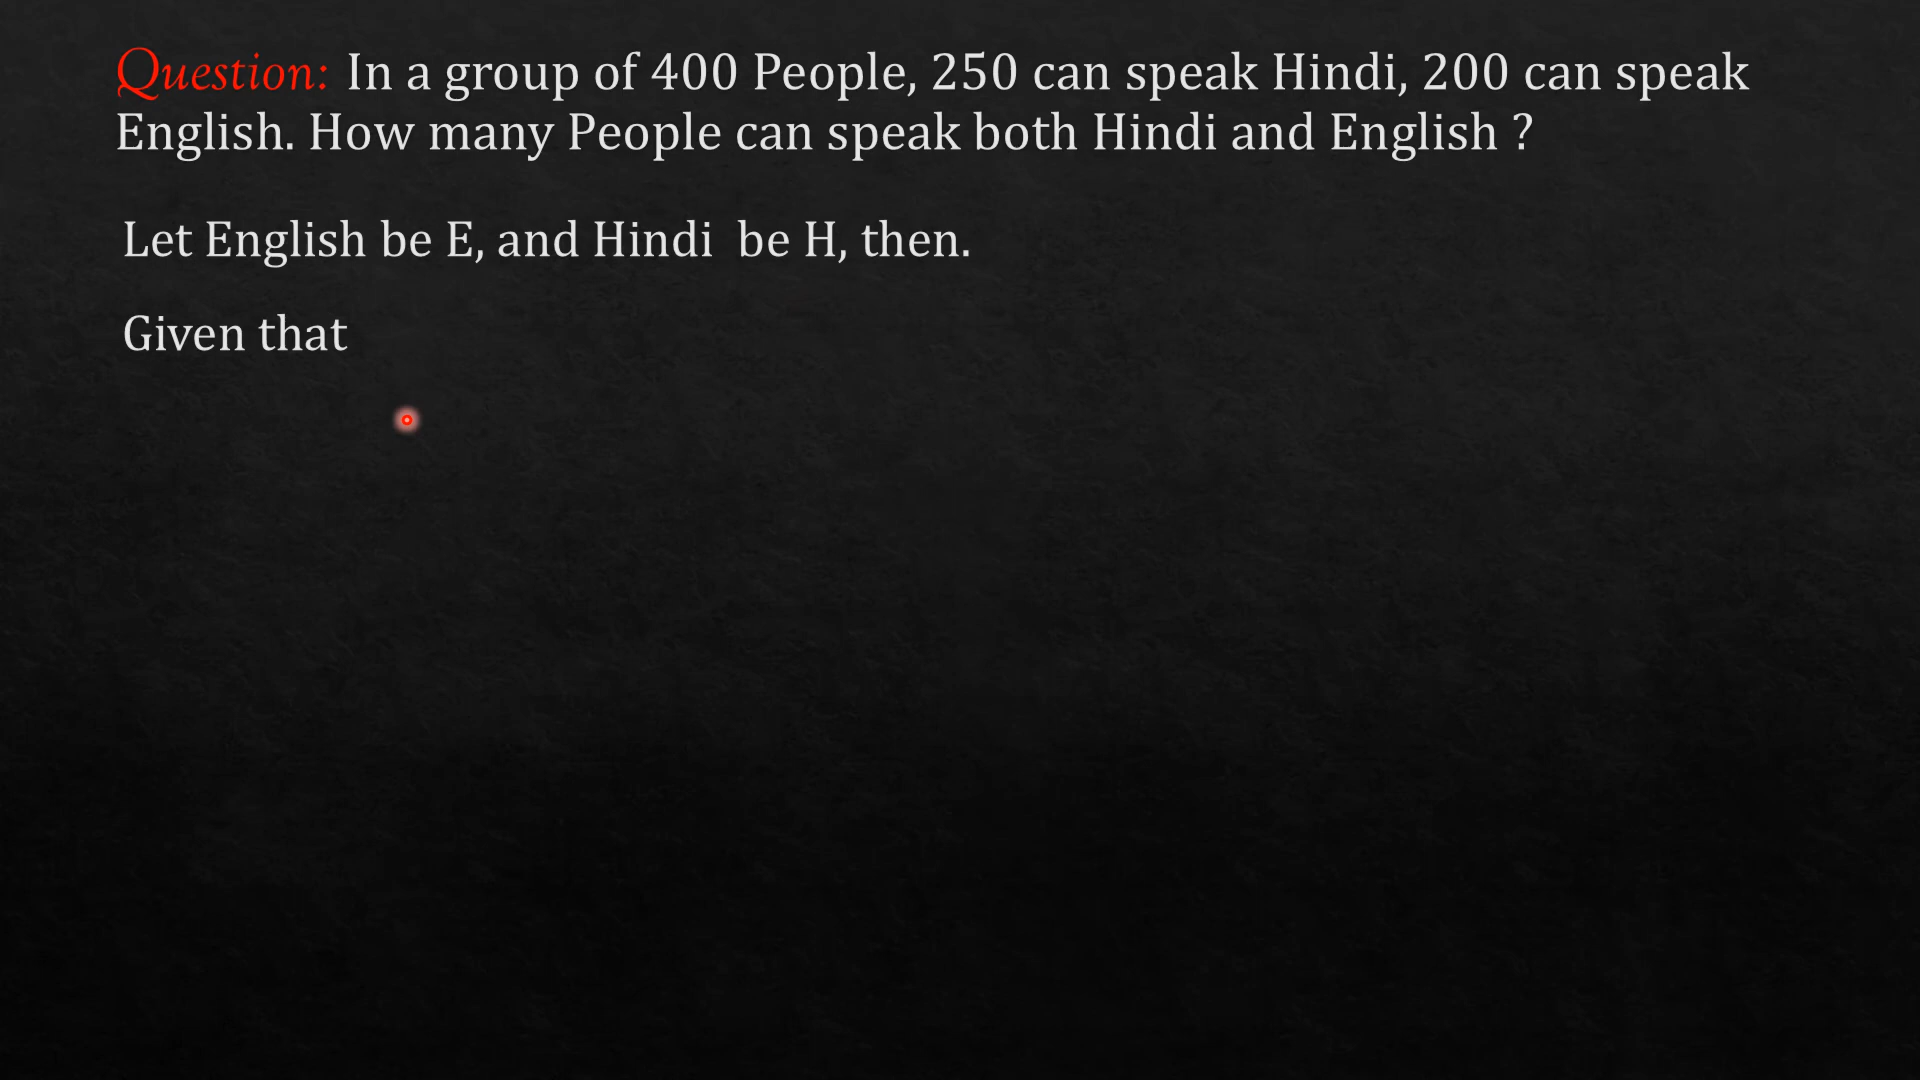 Question: In a group of 400 People, 250 can speak Hindi, 200 can speak
English. How many People can speak both Hindi and English ?
Let English be E, and Hindi  be H, then.
Given that